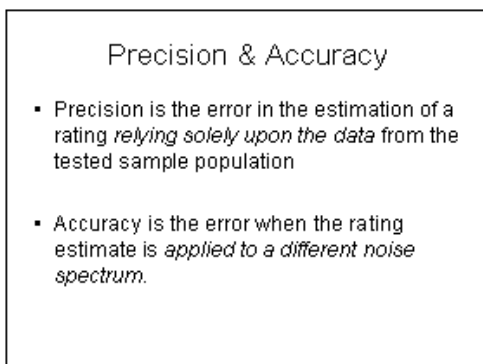 Precision & Accuracy
▪ Precision is the error in the estimation of a
rating relying solely upon the data from the
tested sample population
▪ Accuracy is the error when the rating
estimate is applied to a different noise
spectrum.